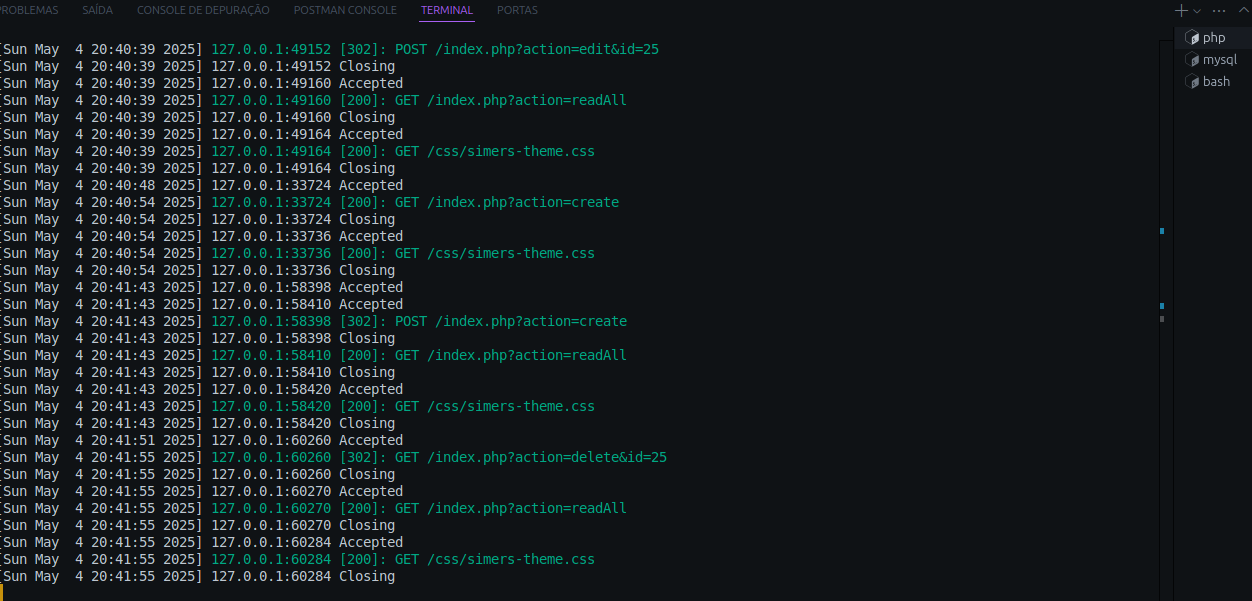 PROBLEMAS SAÍDA CONSOLE DE DEPURAÇÃO POSTMAN CONSOLE TERMINAL PORTAS
[Sun May  4 20:40:39 2025] 127.0.0.1:49152 [302]: POST /index.php?action=edit&id=25
[Sun May  4 20:40:39 2025] 127.0.0.1:49152 Closing
[Sun May  4 20:40:39 2025] 127.0.0.1:49160 Accepted
[Sun May  4 20:40:39 2025] 127.0.0.1:49160 [200]: GET /index.php?action=readAll
[Sun May  4 20:40:39 2025] 127.0.0.1:49160 Closing
[Sun May  4 20:40:39 2025] 127.0.0.1:49164 Accepted
[Sun May  4 20:40:39 2025] 127.0.0.1:49164 [200]: GET /css/simers-theme.css
[Sun May  4 20:40:39 2025] 127.0.0.1:49164 Closing
[Sun May  4 20:40:48 2025] 127.0.0.1:33724 Accepted
[Sun May  4 20:40:54 2025] 127.0.0.1:33724 [200]: GET /index.php?action=create
[Sun May  4 20:40:54 2025] 127.0.0.1:33724 Closing
[Sun May  4 20:40:54 2025] 127.0.0.1:33736 Accepted
[Sun May  4 20:40:54 2025] 127.0.0.1:33736 [200]: GET /css/simers-theme.css
[Sun May  4 20:40:54 2025] 127.0.0.1:33736 Closing
[Sun May  4 20:41:43 2025] 127.0.0.1:58398 Accepted
[Sun May  4 20:41:43 2025] 127.0.0.1:58410 Accepted
[Sun May  4 20:41:43 2025] 127.0.0.1:58398 [302]: POST /index.php?action=create
[Sun May  4 20:41:43 2025] 127.0.0.1:58398 Closing
[Sun May  4 20:41:43 2025] 127.0.0.1:58410 [200]: GET /index.php?action=readAll
[Sun May  4 20:41:43 2025] 127.0.0.1:58410 Closing
[Sun May  4 20:41:43 2025] 127.0.0.1:58420 Accepted
[Sun May  4 20:41:43 2025] 127.0.0.1:58420 [200]: GET /css/simers-theme.css
[Sun May  4 20:41:43 2025] 127.0.0.1:58420 Closing
[Sun May  4 20:41:51 2025] 127.0.0.1:60260 Accepted
[Sun May  4 20:41:55 2025] 127.0.0.1:60260 [302]: GET /index.php?action=delete&id=25
[Sun May  4 20:41:55 2025] 127.0.0.1:60260 Closing
[Sun May  4 20:41:55 2025] 127.0.0.1:60270 Accepted
[Sun May  4 20:41:55 2025] 127.0.0.1:60270 [200]: GET /index.php?action=readAll
[Sun May  4 20:41:55 2025] 127.0.0.1:60270 Closing
[Sun May  4 20:41:55 2025] 127.0.0.1:60284 Accepted
[Sun May  4 20:41:55 2025] 127.0.0.1:60284 [200]: GET /css/simers-theme.css
[Sun May  4 20:41:55 2025] 127.0.0.1:60284 Closing
php
mysql
bash